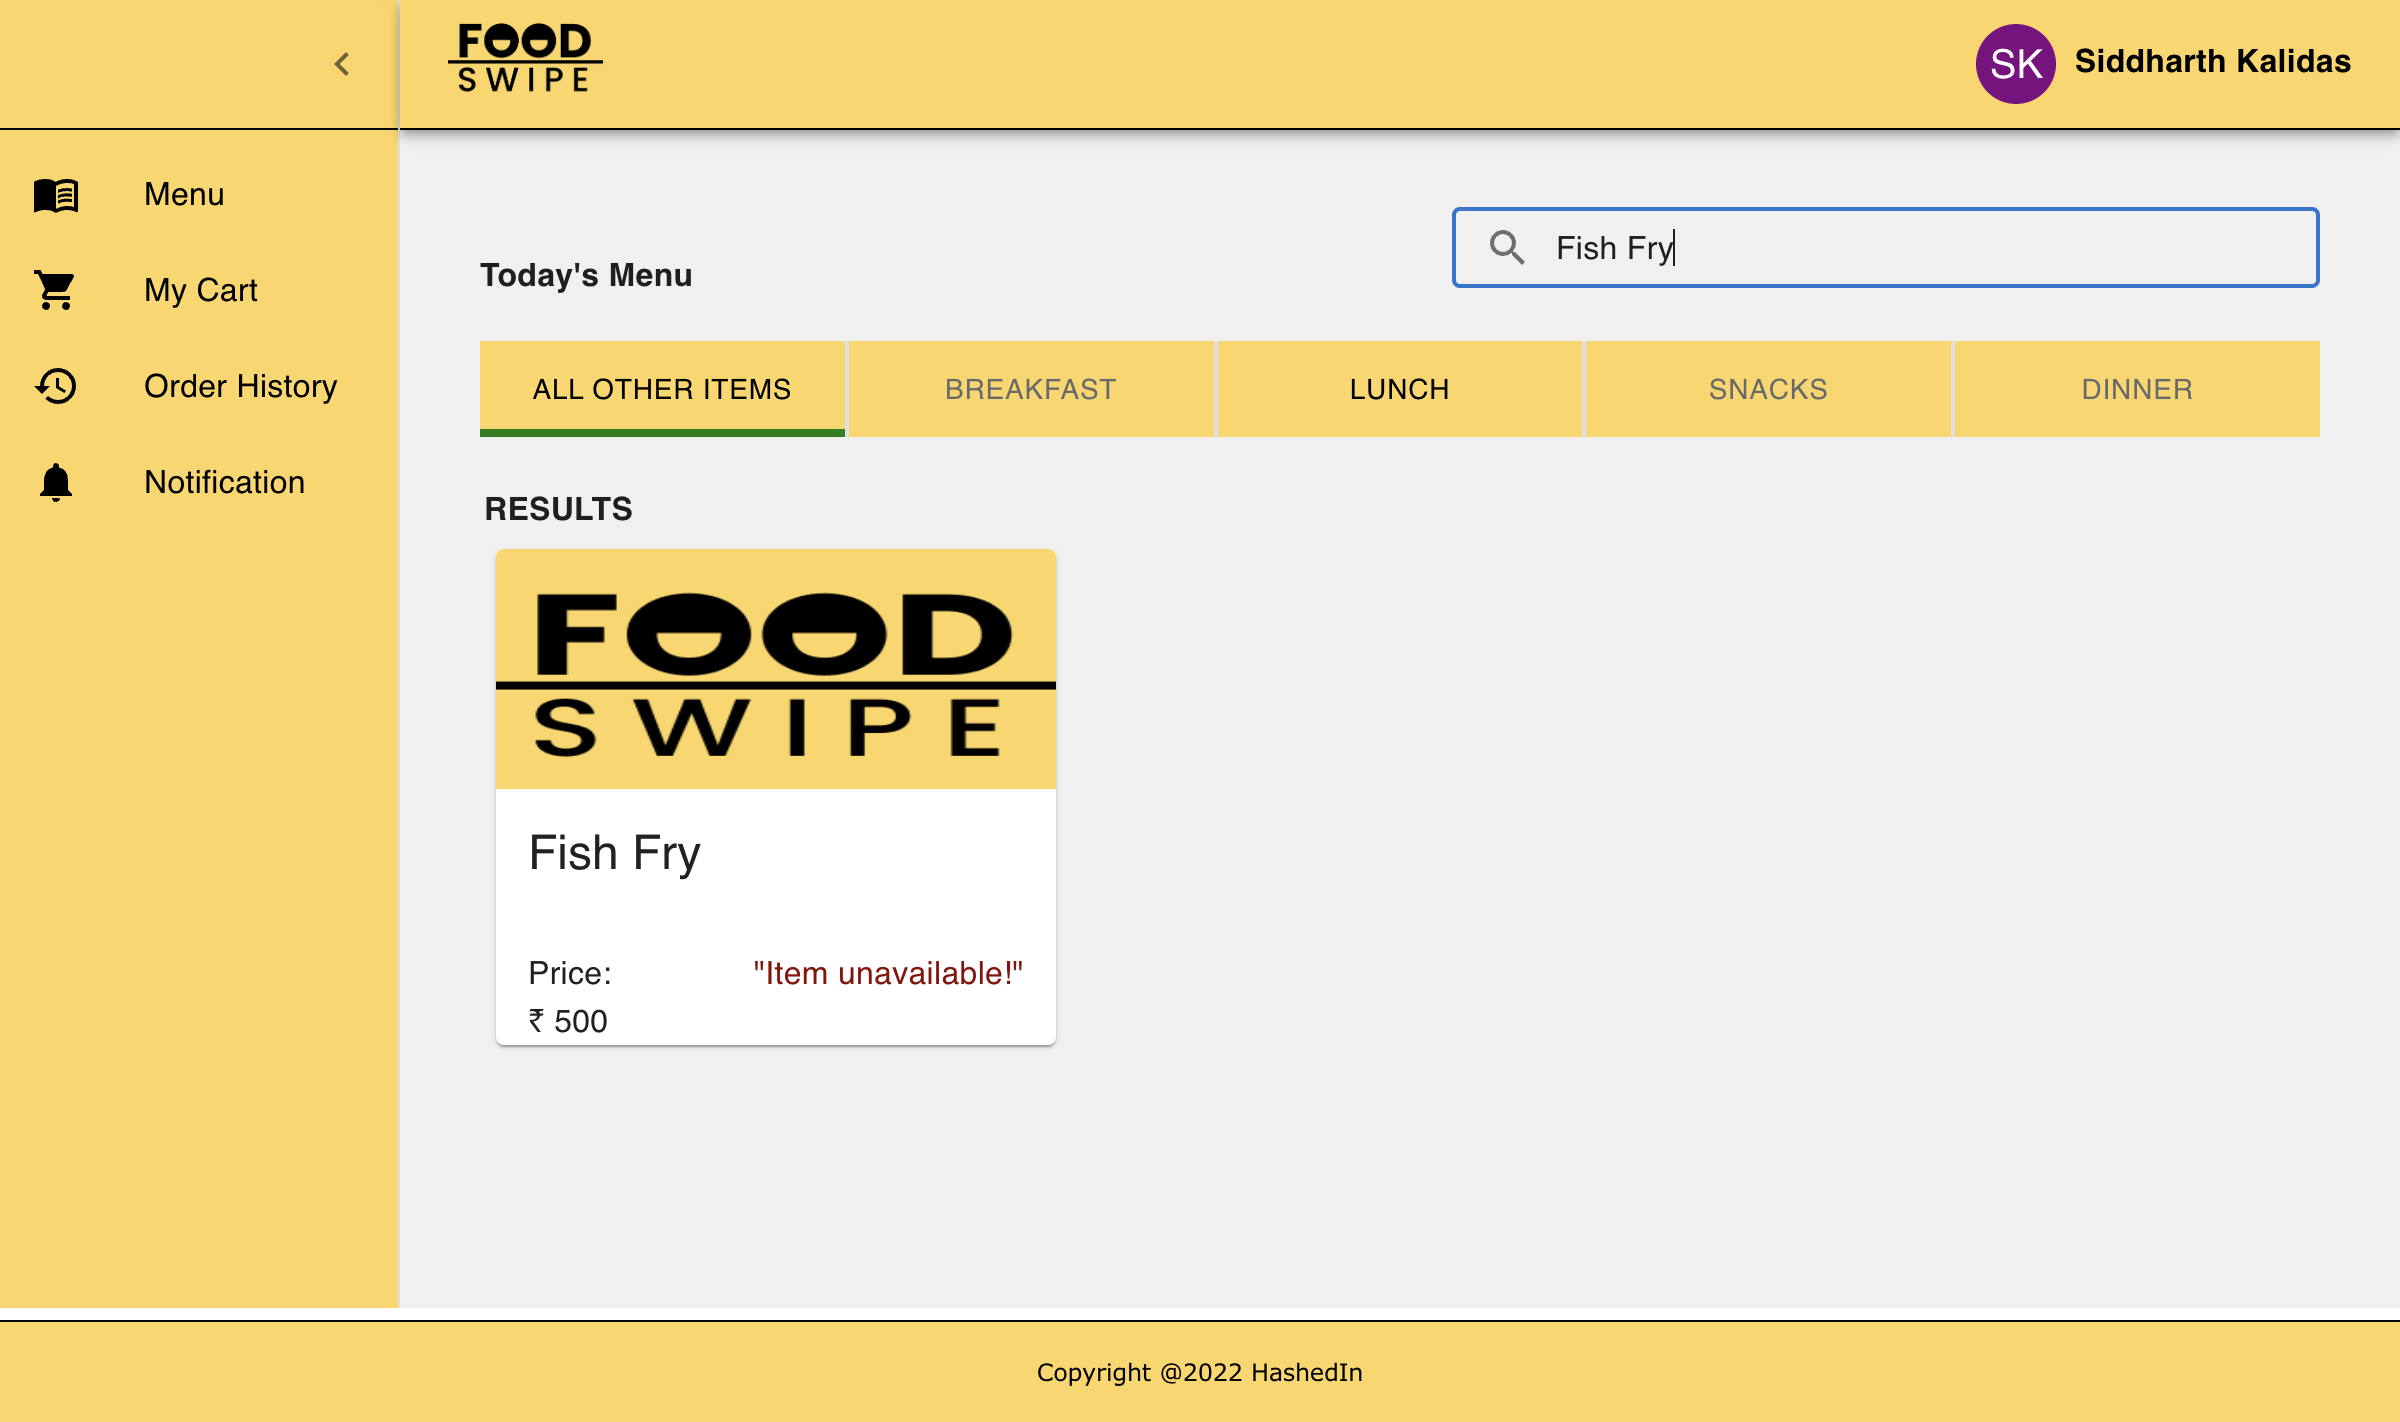 FOOD
SWIPE
SK
Siddharth Kalidas
Menu
My Cart
Order History
Notification
Today's Menu
Fish Fry
ALL OTHER ITEMS
BREAKFAST
LUNCH
SNACKS
DINNER
RESULTS
FOOD
SWIPE
Fish Fry
Price:
"Item unavailable!"
₹ 500
Copyright @2022 HashedIn